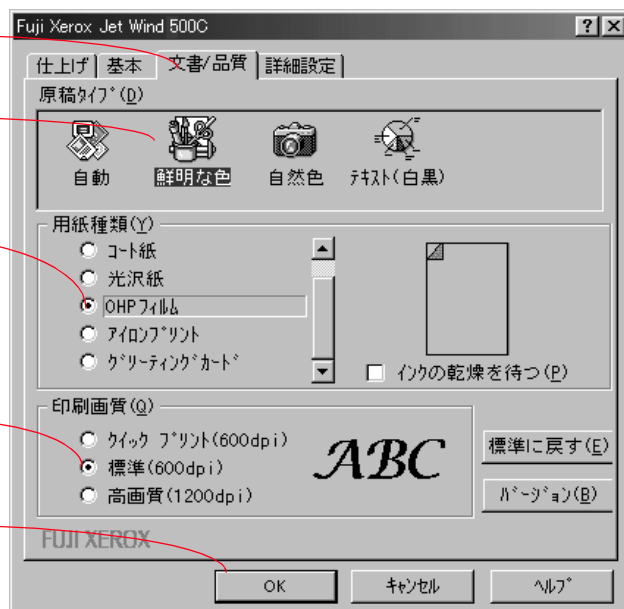 Fuji Xerox Jet Wind 500C
仕上げ 基本 文書/品質 詳細設定
原稿ﾀｲﾌﾟ(D)
自動 鮮明な色 自然色 ﾃｷｽﾄ(白黒)
用紙種類(Y)
ｺｰﾄ紙
光沢紙
OHPﾌｨﾙﾑ
ｱｲﾛﾝﾌﾟﾘﾝﾄ
ｸﾞﾘｰﾃｨﾝｸﾞｶｰﾄﾞ
ｲﾝｸの乾燥を待つ(P)
印刷画質(Q)
ｸｲｯｸ ﾌﾟﾘﾝﾄ(600dpi)
標準(600dpi)
高画質(1200dpi)
ABC
標準に戻す(E)
ﾊﾞｰｼﾞｮﾝ(B)
FUJI XEROX
OK ｷｬﾝｾﾙ ﾍﾙﾌﾟ